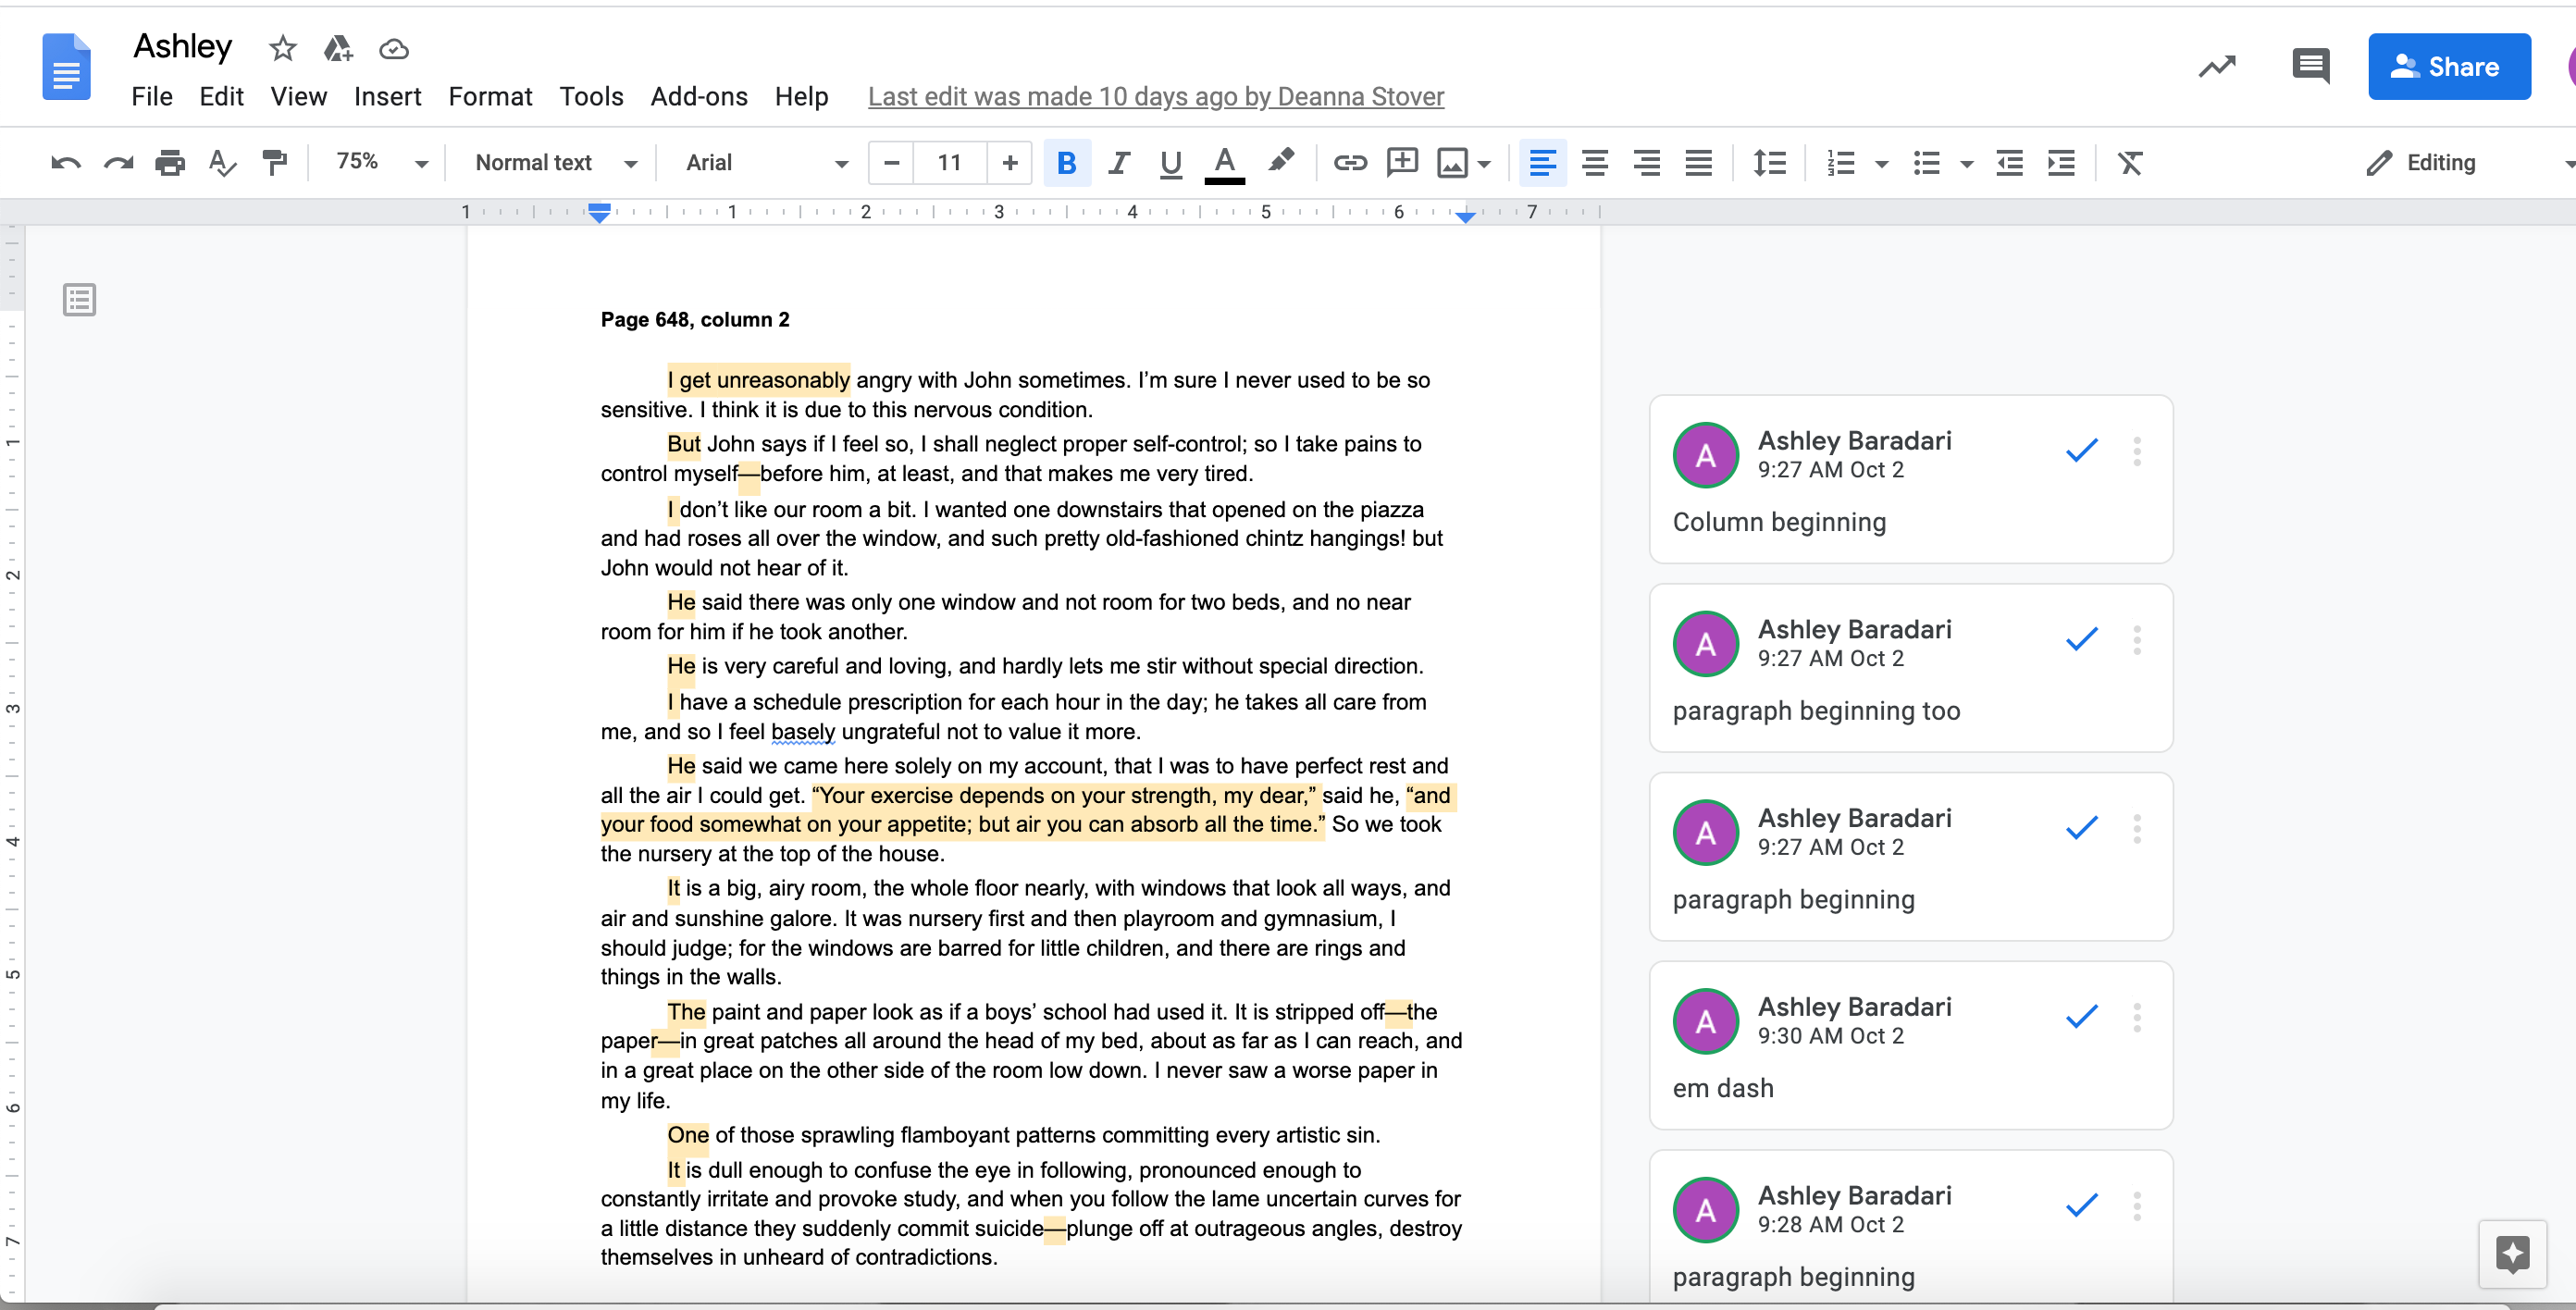 Ashley
File Edit View Insert Format Tools Add-ons Help Last edit was made 10 days ago by Deanna Stover
Share
75% Normal text Arial 11 B I U A Editing
1 1 2 3 4 5 6 7
Page 648, column 2
I get unreasonably angry with John sometimes. I’m sure I never used to be so
sensitive. I think it is due to this nervous condition.
But John says if I feel so, I shall neglect proper self-control; so I take pains to
control myself—before him, at least, and that makes me very tired.
I don’t like our room a bit. I wanted one downstairs that opened on the piazza
and had roses all over the window, and such pretty old-fashioned chintz hangings! but
John would not hear of it.
He said there was only one window and not room for two beds, and no near
room for him if he took another.
He is very careful and loving, and hardly lets me stir without special direction.
I have a schedule prescription for each hour in the day; he takes all care from
me, and so I feel basely ungrateful not to value it more.
He said we came here solely on my account, that I was to have perfect rest and
all the air I could get. “Your exercise depends on your strength, my dear,” said he, “and
your food somewhat on your appetite; but air you can absorb all the time.” So we took
the nursery at the top of the house.
It is a big, airy room, the whole floor nearly, with windows that look all ways, and
air and sunshine galore. It was nursery first and then playroom and gymnasium, I
should judge; for the windows are barred for little children, and there are rings and
things in the walls.
The paint and paper look as if a boys’ school had used it. It is stripped off—the
paper—in great patches all around the head of my bed, about as far as I can reach, and
in a great place on the other side of the room low down. I never saw a worse paper in
my life.
One of those sprawling flamboyant patterns committing every artistic sin.
It is dull enough to confuse the eye in following, pronounced enough to
constantly irritate and provoke study, and when you follow the lame uncertain curves for
a little distance they suddenly commit suicide—plunge off at outrageous angles, destroy
themselves in unheard of contradictions.
A
Ashley Baradari
9:27 AM Oct 2
Column beginning
A
Ashley Baradari
9:27 AM Oct 2
paragraph beginning too
A
Ashley Baradari
9:27 AM Oct 2
paragraph beginning
A
Ashley Baradari
9:30 AM Oct 2
em dash
A
Ashley Baradari
9:28 AM Oct 2
paragraph beginning
1
2
3
4
5
6
7